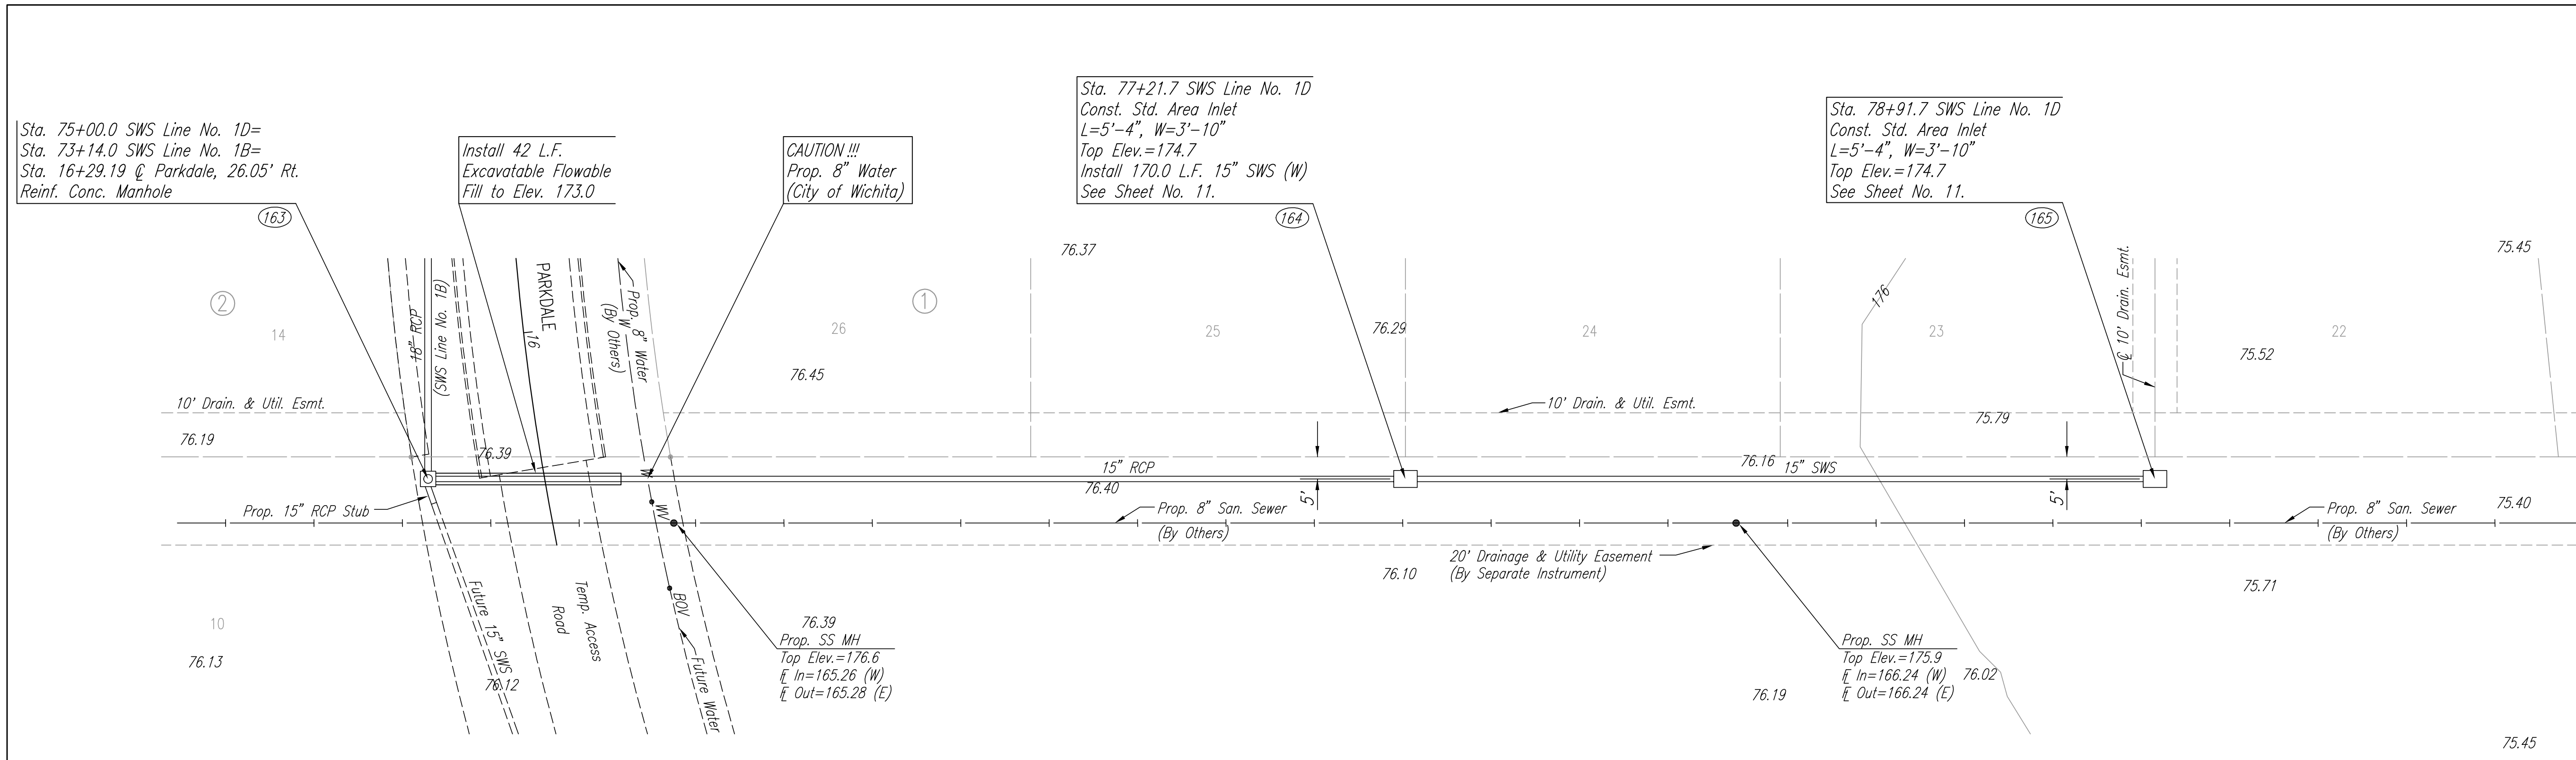 Sta. 75+00.0 SWS Line No. 1D=
Sta. 73+14.0 SWS Line No. 1B=
Sta. 16+29.19 ℄ Parkdale, 26.05' Rt.
Reinf. Conc. Manhole
163
Install 42 L.F.
Excavatable Flowable
Fill to Elev. 173.0
CAUTION !!!
Prop. 8" Water
(City of Wichita)
Sta. 77+21.7 SWS Line No. 1D
Const. Std. Area Inlet
L=5'-4", W=3'-10"
Top Elev.=174.7
Install 170.0 L.F. 15" SWS (W)
See Sheet No. 11.
164
Sta. 78+91.7 SWS Line No. 1D
Const. Std. Area Inlet
L=5'-4", W=3'-10"
Top Elev.=174.7
See Sheet No. 11.
165
76.37
75.45
2
14
18" RCP
(SWS Line No. 1B)
PARKDALE
16
Prop. 8" Water
W
(By Others)
26
1
25
76.29
24
176
23
℄ 10' Drain. Esmt.
75.52
22
76.45
10' Drain. & Util. Esmt.
10' Drain. & Util. Esmt.
75.79
76.19
76.39
W
15" RCP
76.40
76.16
15" SWS
5'
5'
Prop. 15" RCP Stub
WV
Prop. 8" San. Sewer
(By Others)
75.40
Prop. 8" San. Sewer
(By Others)
20' Drainage & Utility Easement
(By Separate Instrument)
76.10
75.71
10
76.13
Future 15" SWS
76.12
Road
Temp. Access
BOV
Future Water
76.39
Prop. SS MH
Top Elev.=176.6
FL In=165.26 (W)
FL Out=165.28 (E)
76.19
Prop. SS MH
Top Elev.=175.9
FL In=166.24 (W)
FL Out=166.24 (E)
76.02
75.45